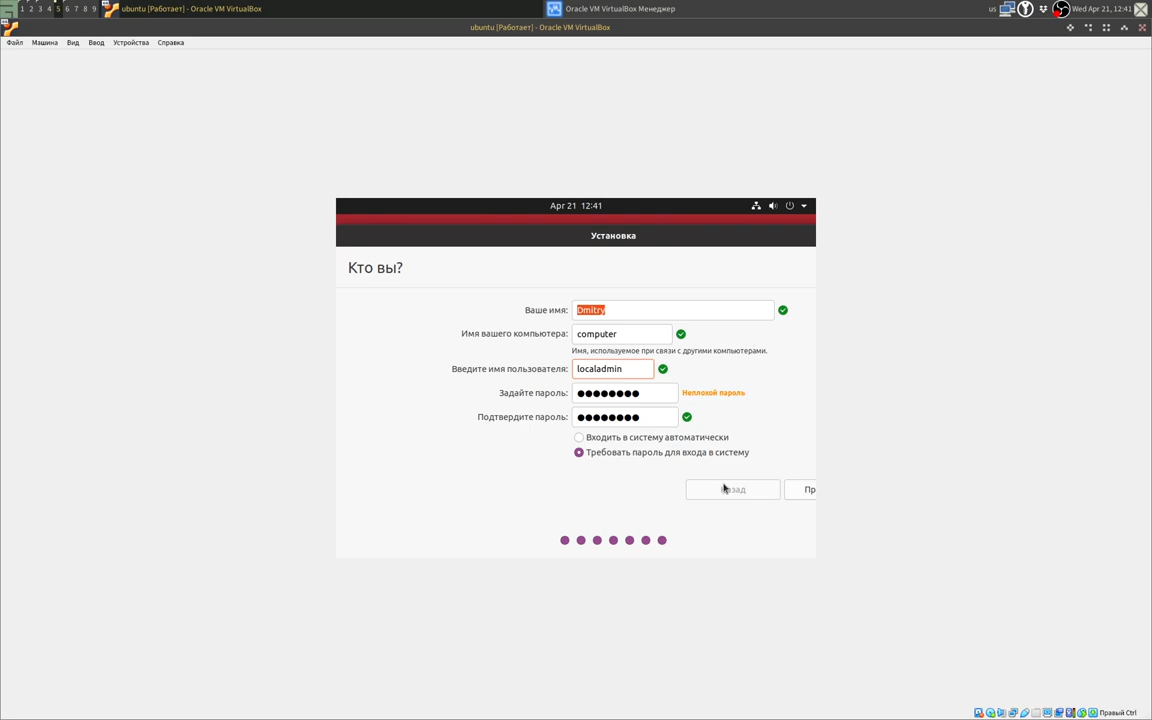 1 2 3 4 5 6 7 8 9 ubuntu [Работает] - Oracle VM VirtualBox Oracle VM VirtualBox Менеджер us Wed Apr 21, 12:41
ubuntu [Работает] - Oracle VM VirtualBox
Файл Машина Вид Ввод Устройства Справка
Apr 21 12:41
Установка
Кто вы?
Ваше имя: Dmitry
Имя вашего компьютера: computer
Имя, используемое при связи с другими компьютерами.
Введите имя пользователя: localadmin
Задайте пароль: ●●●●●●●● Неплохой пароль
Подтвердите пароль: ●●●●●●●●
Входить в систему автоматически
Требовать пароль для входа в систему
Назад Пр
Правый Ctrl